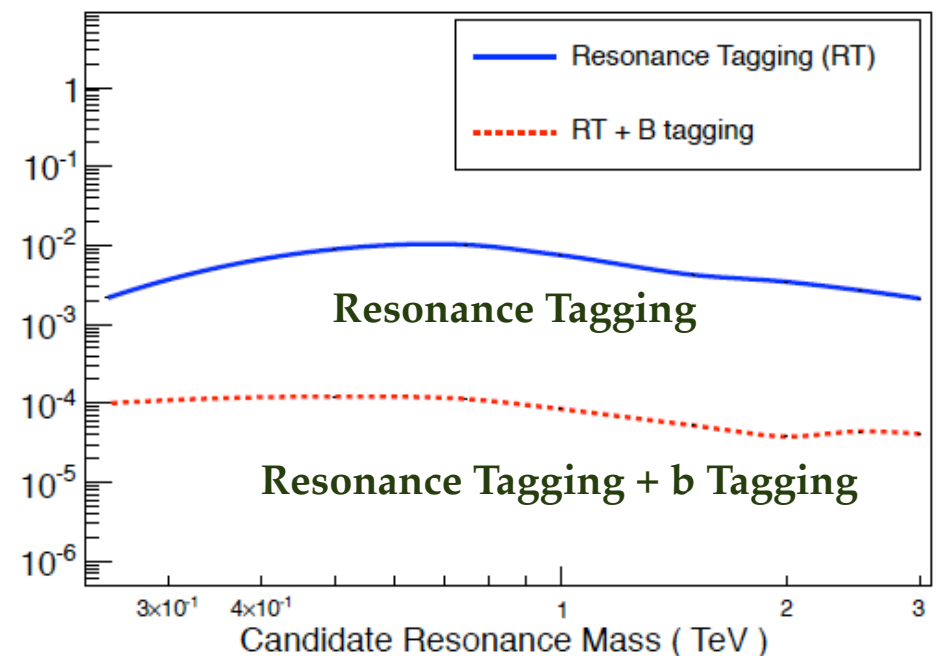 Resonance Tagging (RT)
RT + B tagging
1
10⁻¹
10⁻²
10⁻³
10⁻⁴
10⁻⁵
10⁻⁶
Resonance Tagging
Resonance Tagging + b Tagging
3×10⁻¹ 4×10⁻¹ 1 2 3
Candidate Resonance Mass ( TeV )